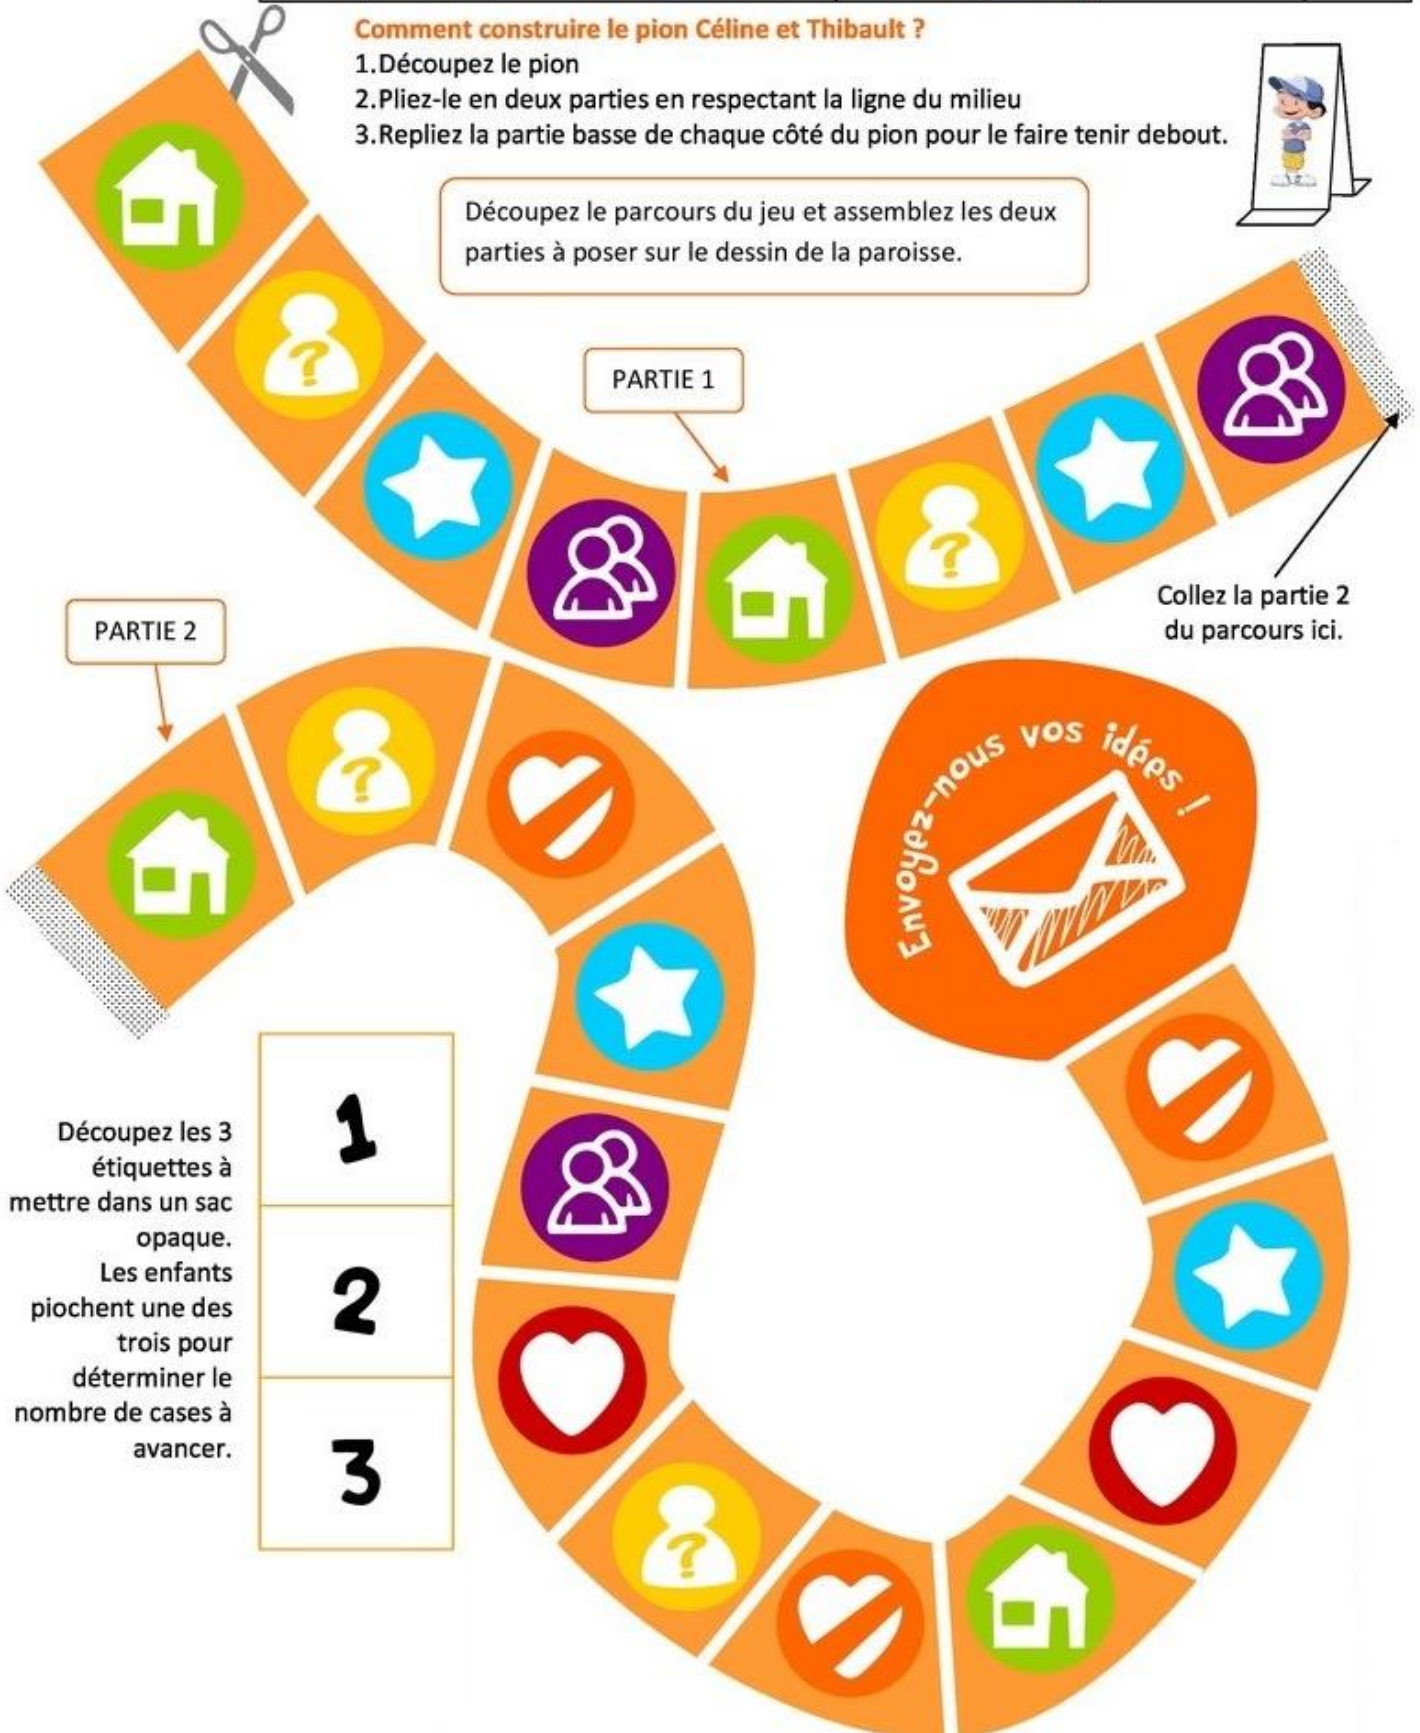 Comment construire le pion Céline et Thibault ?
1.Découpez le pion
2.Pliez-le en deux parties en respectant la ligne du milieu
3.Repliez la partie basse de chaque côté du pion pour le faire tenir debout.
Découpez le parcours du jeu et assemblez les deux
parties à poser sur le dessin de la paroisse.
PARTIE 1
?
?
Collez la partie 2
du parcours ici.
PARTIE 2
?
Envoyez-nous vos idées !
Découpez les 3
étiquettes à
mettre dans un sac
opaque.
Les enfants
piochent une des
trois pour
déterminer le
nombre de cases à
avancer.
1
2
3
?